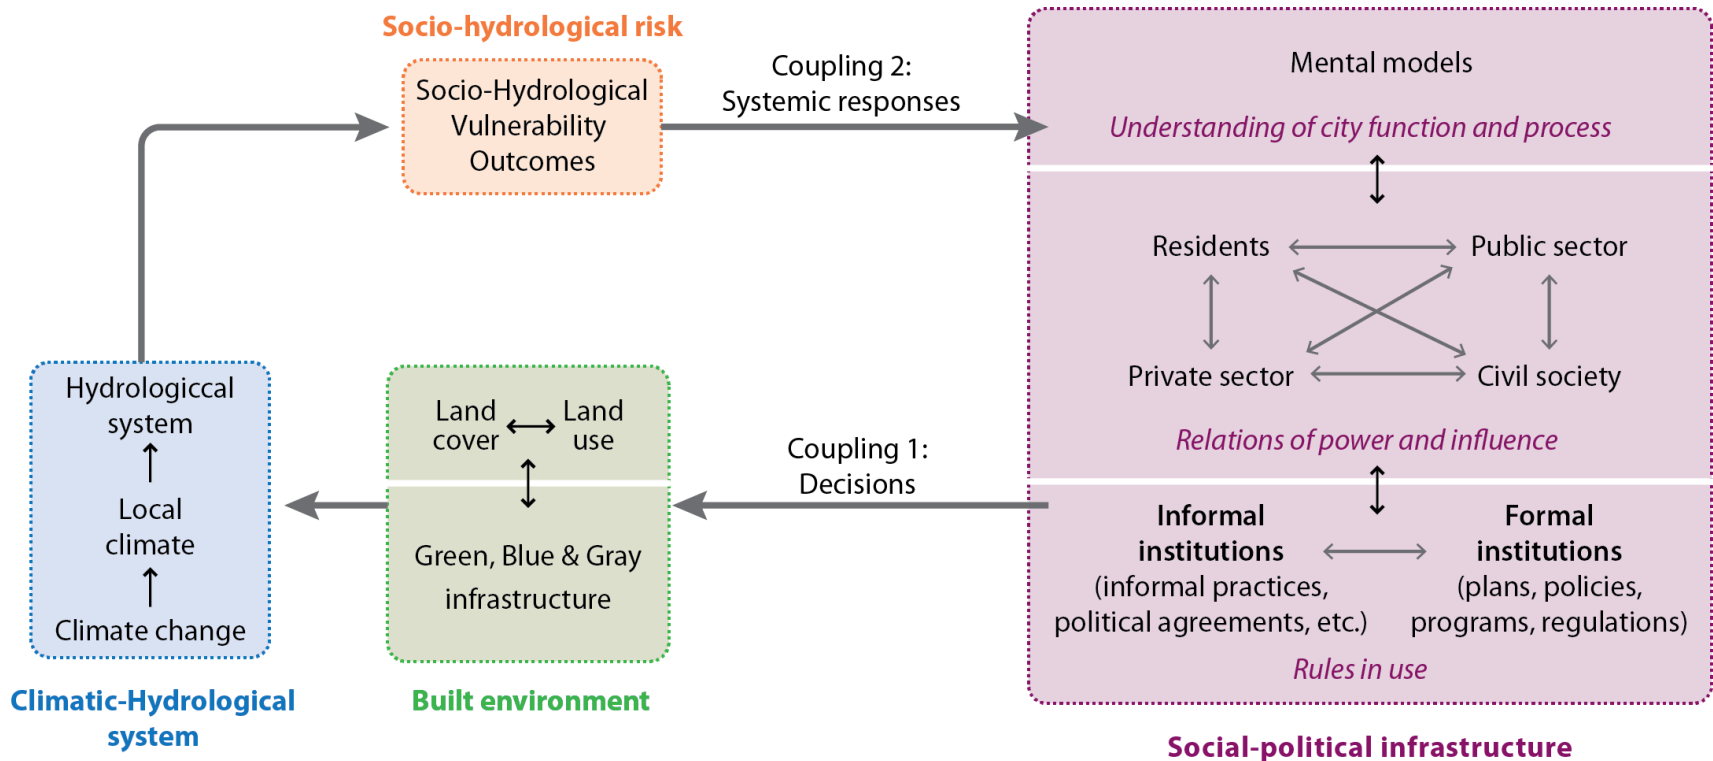 Socio-hydrological risk
Socio-Hydrological
Vulnerability
Outcomes
Coupling 2:
Systemic responses
Mental models
Understanding of city function and process
Residents
Public sector
Private sector
Civil society
Relations of power and influence
Informal
institutions
(informal practices,
political agreements, etc.)
Formal
institutions
(plans, policies,
programs, regulations)
Rules in use
Social-political infrastructure
Coupling 1:
Decisions
Land
cover
Land
use
Green, Blue & Gray
infrastructure
Built environment
Hydrologiccal
system
Local
climate
Climate change
Climatic-Hydrological
system